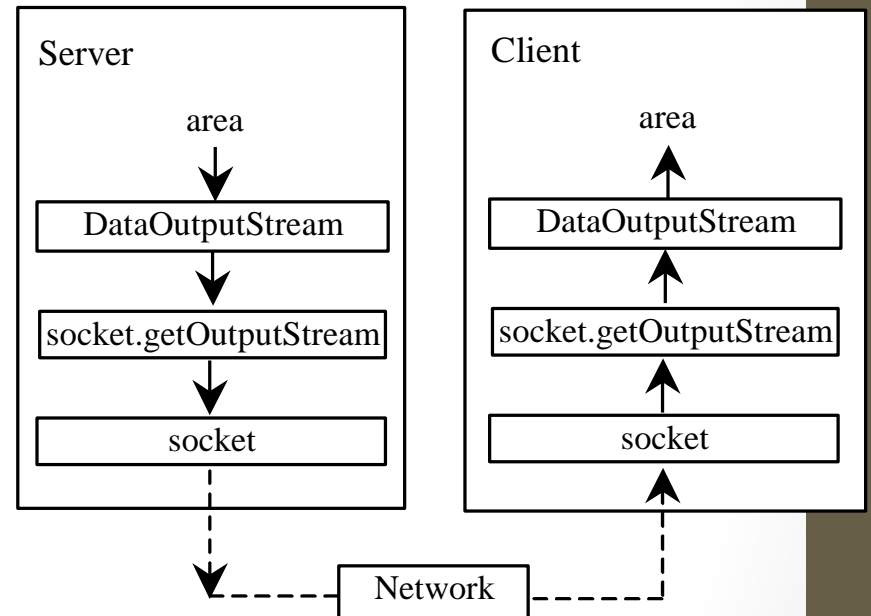 Server
area
DataOutputStream
socket.getOutputStream
socket
Client
area
DataOutputStream
socket.getOutputStream
socket
Network